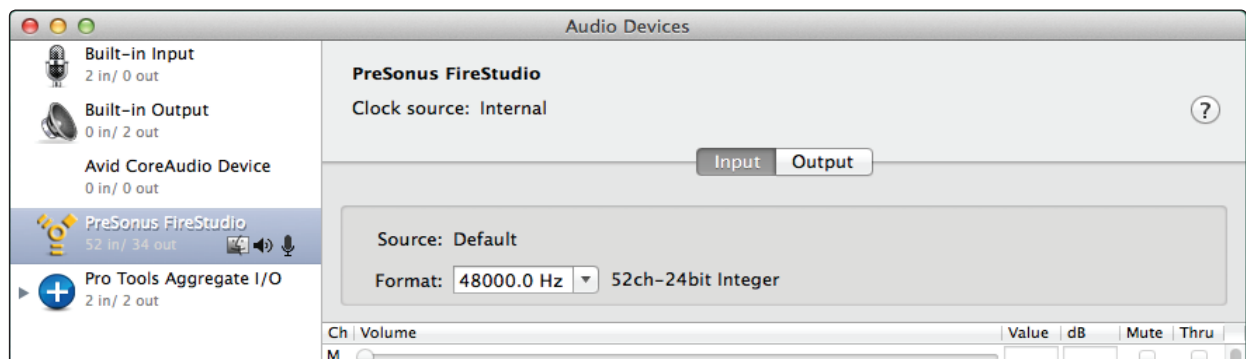 Audio Devices
Built-in Input
2 in/ 0 out
Built-in Output
0 in/ 2 out
Avid CoreAudio Device
0 in/ 0 out
PreSonus FireStudio
52 in/ 34 out
Pro Tools Aggregate I/O
2 in/ 2 out
PreSonus FireStudio
Clock source: Internal
?
Input Output
Source: Default
Format: 48000.0 Hz 52ch-24bit Integer
Ch Volume Value dB Mute Thru
M